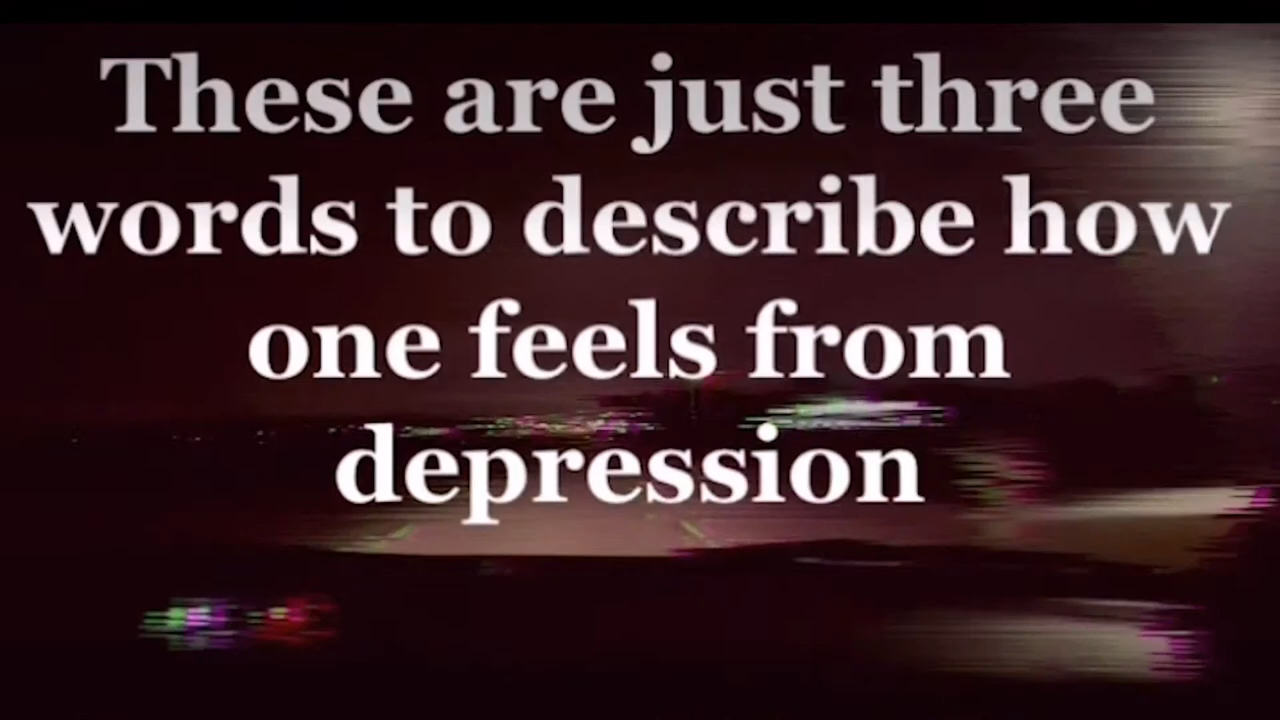 These are just three
words to describe how
one feels from
depression